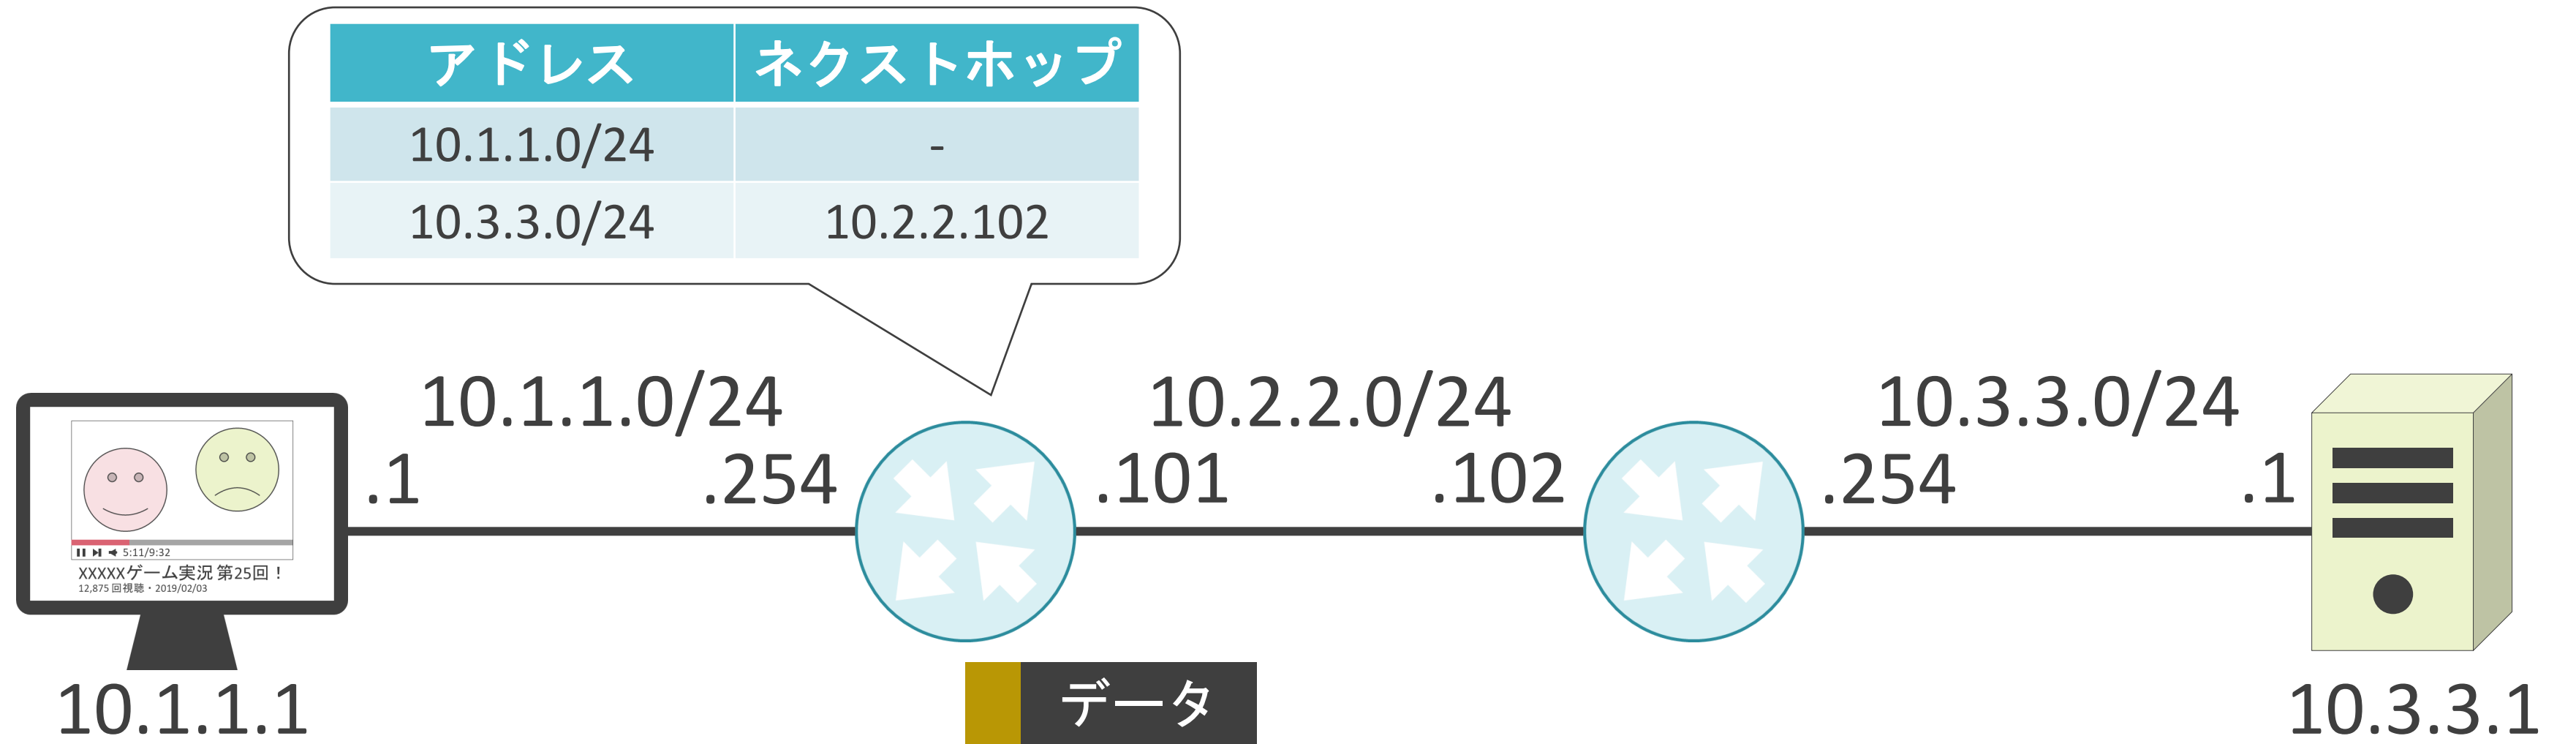 アドレス ネクストホップ
10.1.1.0/24 -
10.3.3.0/24 10.2.2.102
10.1.1.0/24 10.2.2.0/24 10.3.3.0/24
.1 .254 .101 .102 .254 .1
5:11/9:32
XXXXXゲーム実況 第25回！
12,875 回視聴・2019/02/03
データ
10.1.1.1 10.3.3.1